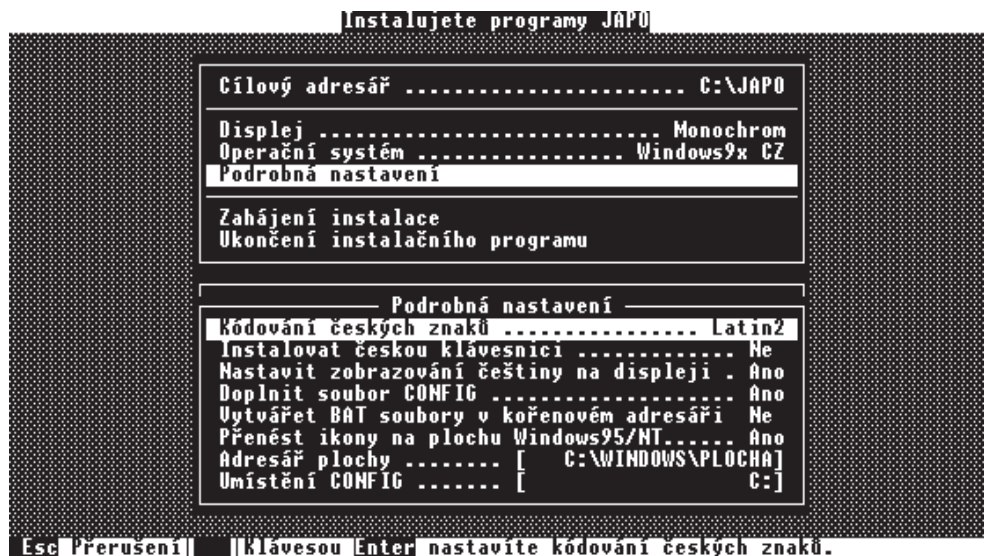 Instalujete programy JAPO
Cílový adresář ....................... C:\JAPO
Displej ............................ Monochrom
Operační systém ................. Windows9x CZ
Podrobná nastavení
Zahájení instalace
Ukončení instalačního programu
Podrobná nastavení
Kódování českých znaků ................ Latin2
Instalovat českou klávesnici ............. Ne
Nastavit zobrazování češtiny na displeji . Ano
Doplnit soubor CONFIG .................... Ano
Vytvářet BAT soubory v kořenovém adresáři Ne
Přenést ikony na plochu Windows95/NT...... Ano
Adresář plochy ........ [ C:\WINDOWS\PLOCHA]
Umístění CONFIG ....... [ C:]
Esc Přerušení| |Klávesou Enter nastavíte kódování českých znaků.